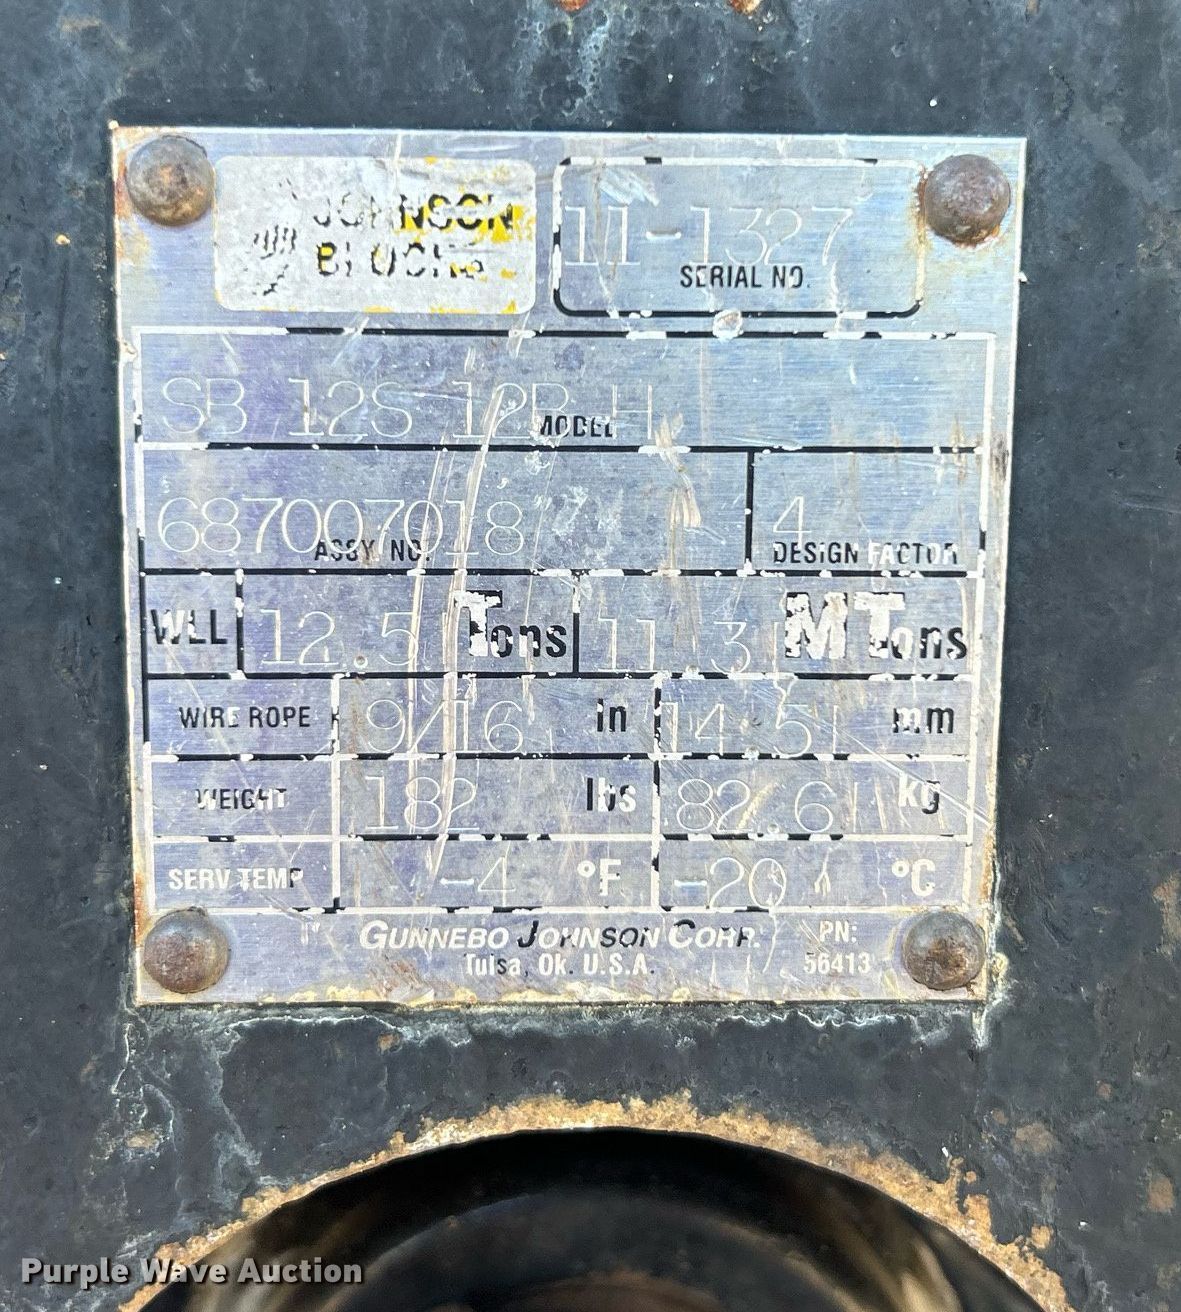 JOHNSON
BLOCKS
11-1327
SERIAL NO.
SB 12S 12B H
MODEL
687007018
ASSY NO.
4
DESIGN FACTOR
WLL 12.5 Tons 11.3 MTons
WIRE ROPE 9/16 in 14.5 mm
WEIGHT 182 lbs 82.6 kg
SERV TEMP -4 °F -20 °C
GUNNEBO JOHNSON CORP.
Tulsa, Ok. U.S.A.
PN:
56413
Purple Wave Auction